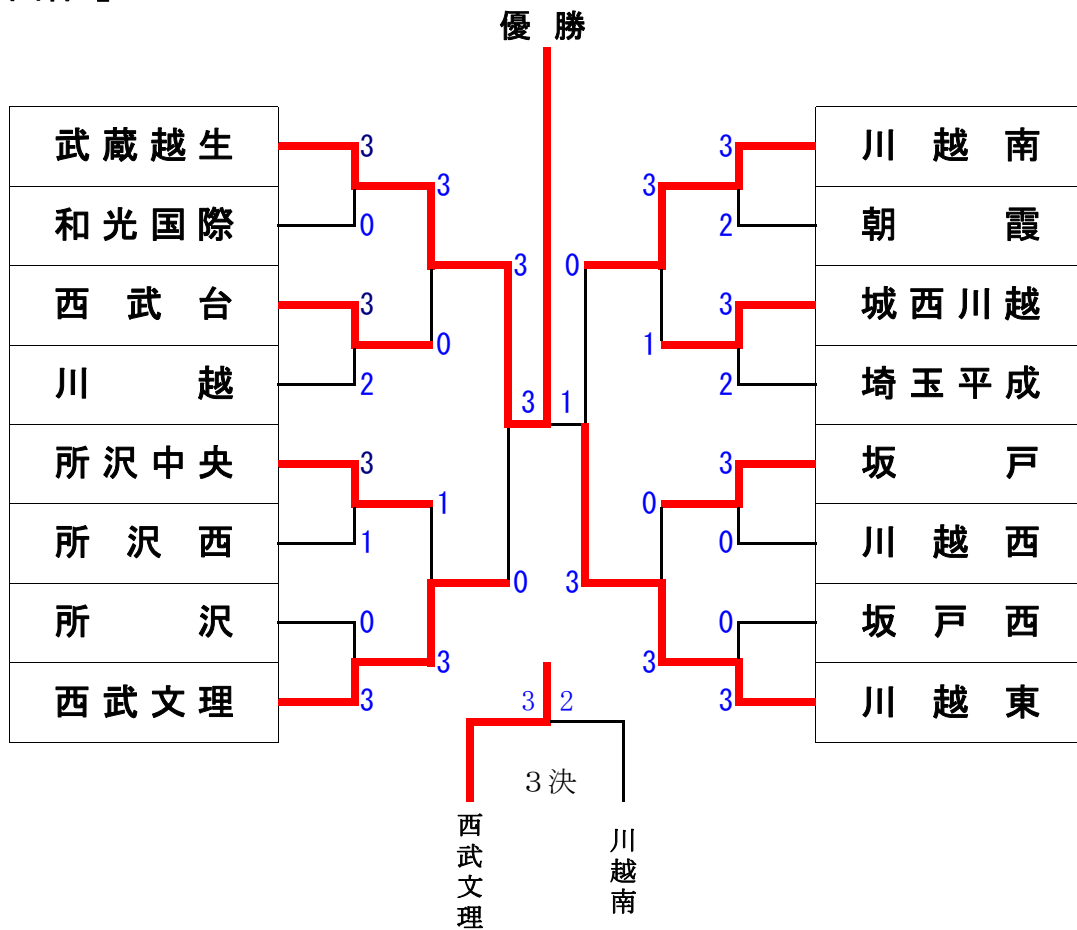 優勝
武蔵越生 3 3 川越南
3 3
和光国際 0 2 朝霞
3 0
西武台 3 3 城西川越
0 1
川越 2 2 埼玉平成
3 1
所沢中央 3 3 坂戸
1 0
所沢西 1 0 川越西
0 3
所沢 0 0 坂戸西
3 3
西武文理 3 3 2 3 川越東
3決
西武文理
川越南